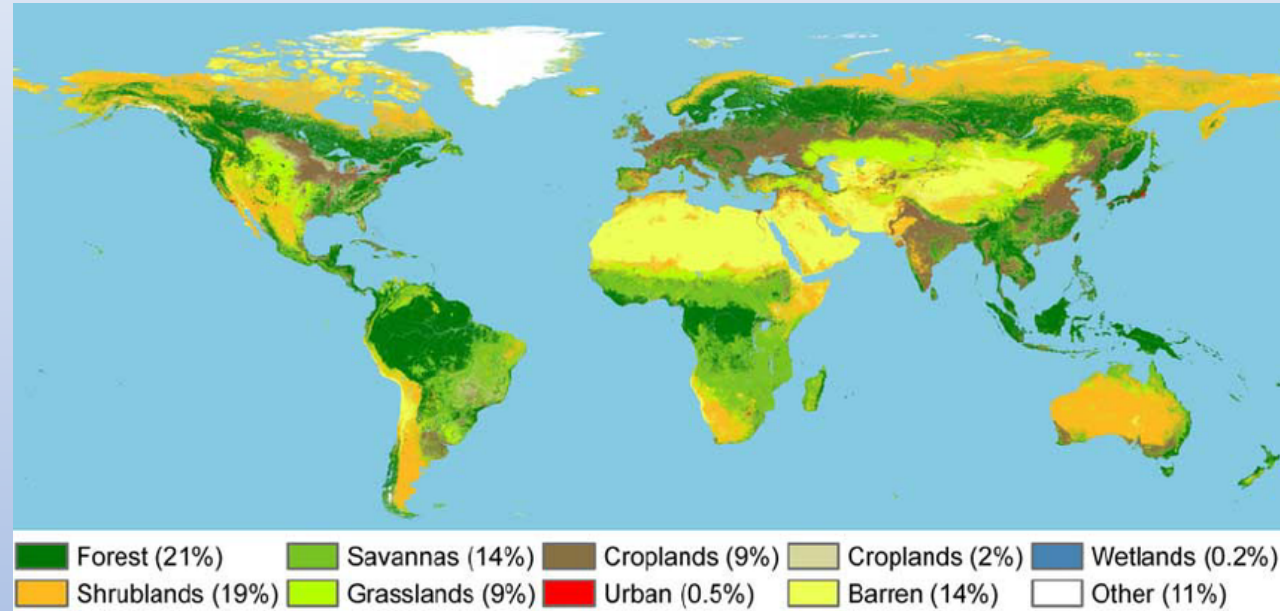 Forest (21%) Savannas (14%) Croplands (9%) Croplands (2%) Wetlands (0.2%)
Shrublands (19%) Grasslands (9%) Urban (0.5%) Barren (14%) Other (11%)